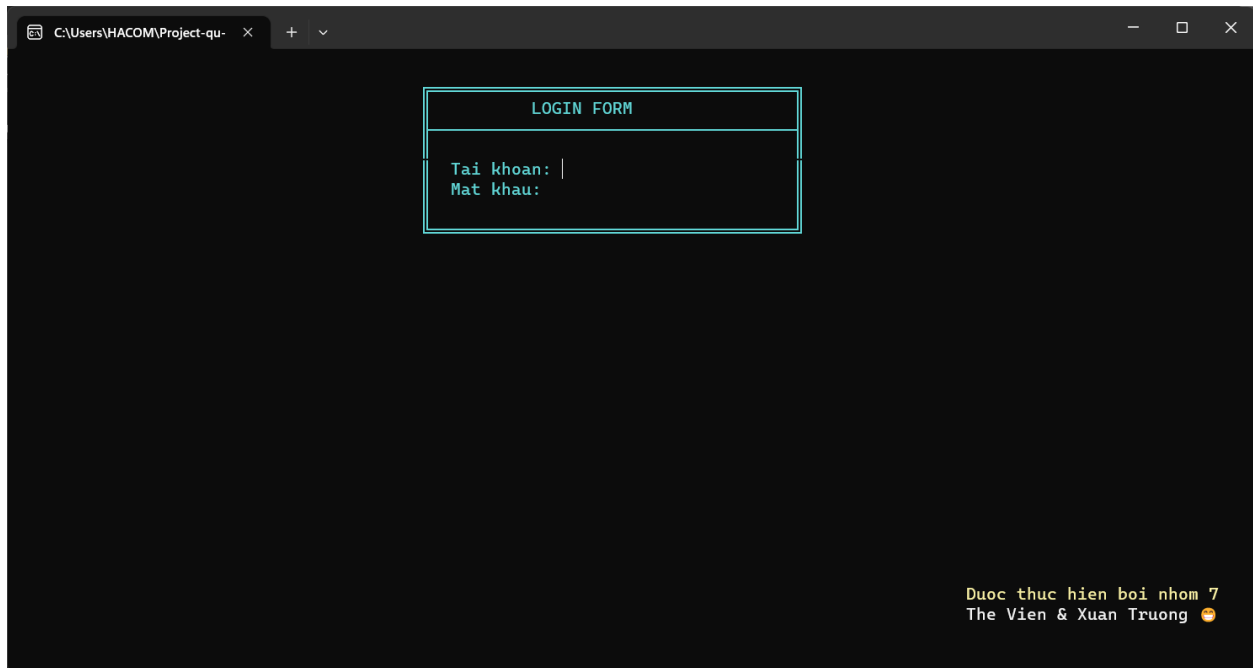 C:\Users\HACOM\Project-qu-
LOGIN FORM
Tai khoan:
Mat khau:
Duoc thuc hien boi nhom 7
The Vien & Xuan Truong 😁